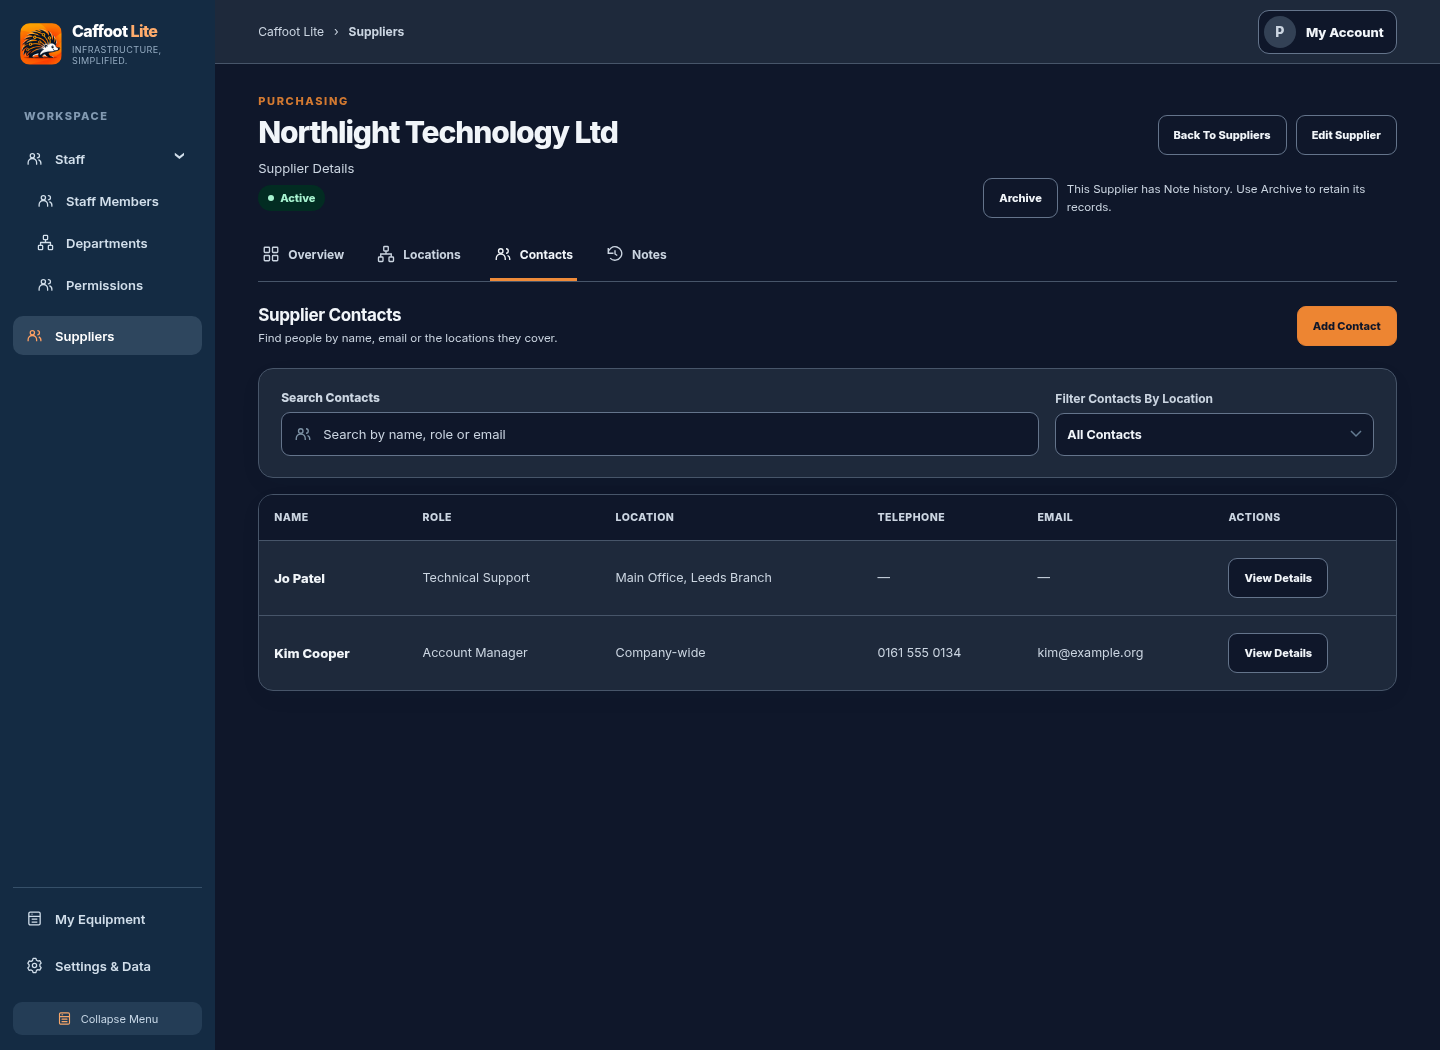 Caffoot Lite
INFRASTRUCTURE,
SIMPLIFIED.
WORKSPACE
Staff
Staff Members
Departments
Permissions
Suppliers
My Equipment
Settings & Data
Collapse Menu
Caffoot Lite › Suppliers
P My Account
PURCHASING
Northlight Technology Ltd
Supplier Details
Active
Back To Suppliers Edit Supplier
Archive
This Supplier has Note history. Use Archive to retain its
records.
Overview Locations Contacts Notes
Supplier Contacts
Find people by name, email or the locations they cover.
Add Contact
Search Contacts
Search by name, role or email
Filter Contacts By Location
All Contacts
NAME ROLE LOCATION TELEPHONE EMAIL ACTIONS
Jo Patel Technical Support Main Office, Leeds Branch — — View Details
Kim Cooper Account Manager Company-wide 0161 555 0134 kim@example.org View Details